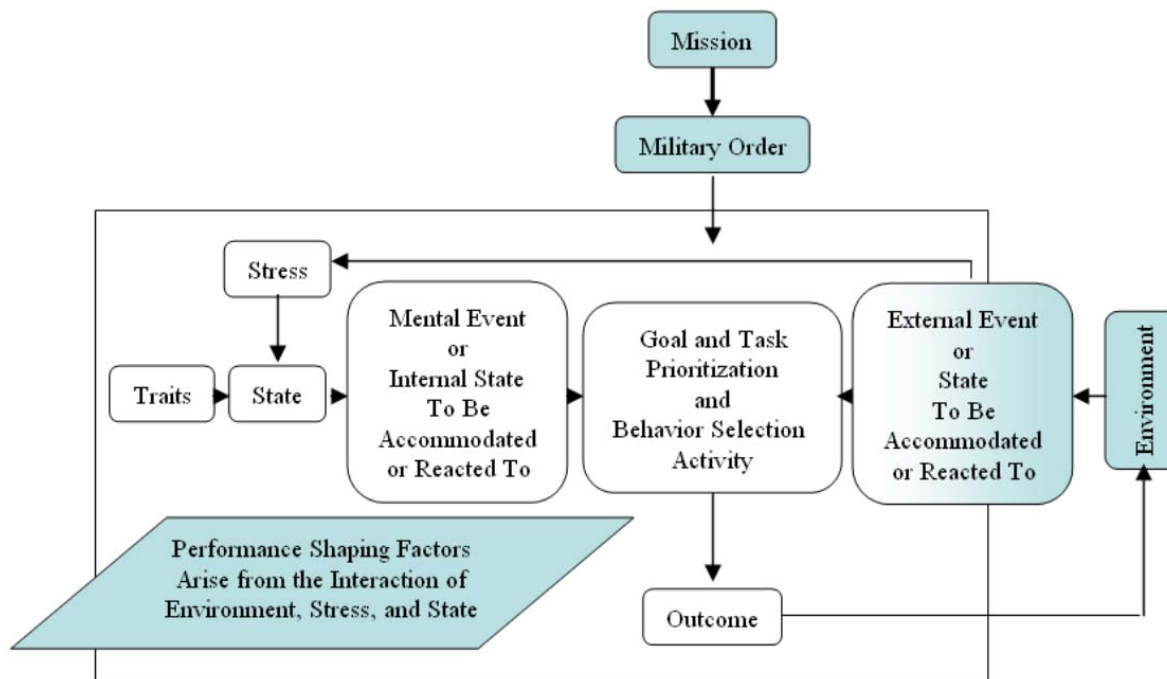 Mission
Military Order
Stress
Traits
State
Mental Event
or
Internal State
To Be
Accommodated
or Reacted To
Goal and Task
Prioritization
and
Behavior Selection
Activity
External Event
or
State
To Be
Accommodated
or Reacted To
Environment
Performance Shaping Factors
Arise from the Interaction of
Environment, Stress, and State
Outcome